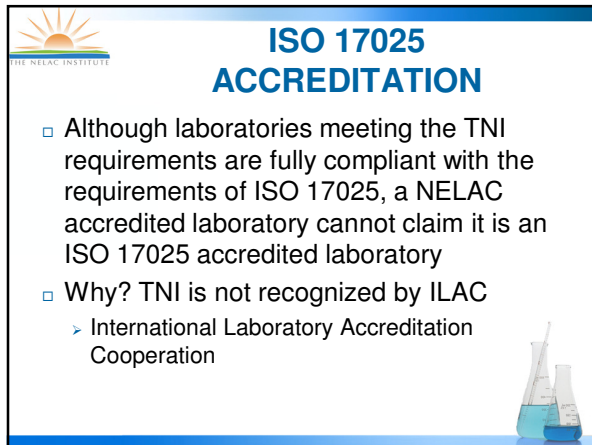 THE NELAC INSTITUTE
ISO 17025
ACCREDITATION
Although laboratories meeting the TNI
requirements are fully compliant with the
requirements of ISO 17025, a NELAC
accredited laboratory cannot claim it is an
ISO 17025 accredited laboratory
Why? TNI is not recognized by ILAC
International Laboratory Accreditation
Cooperation